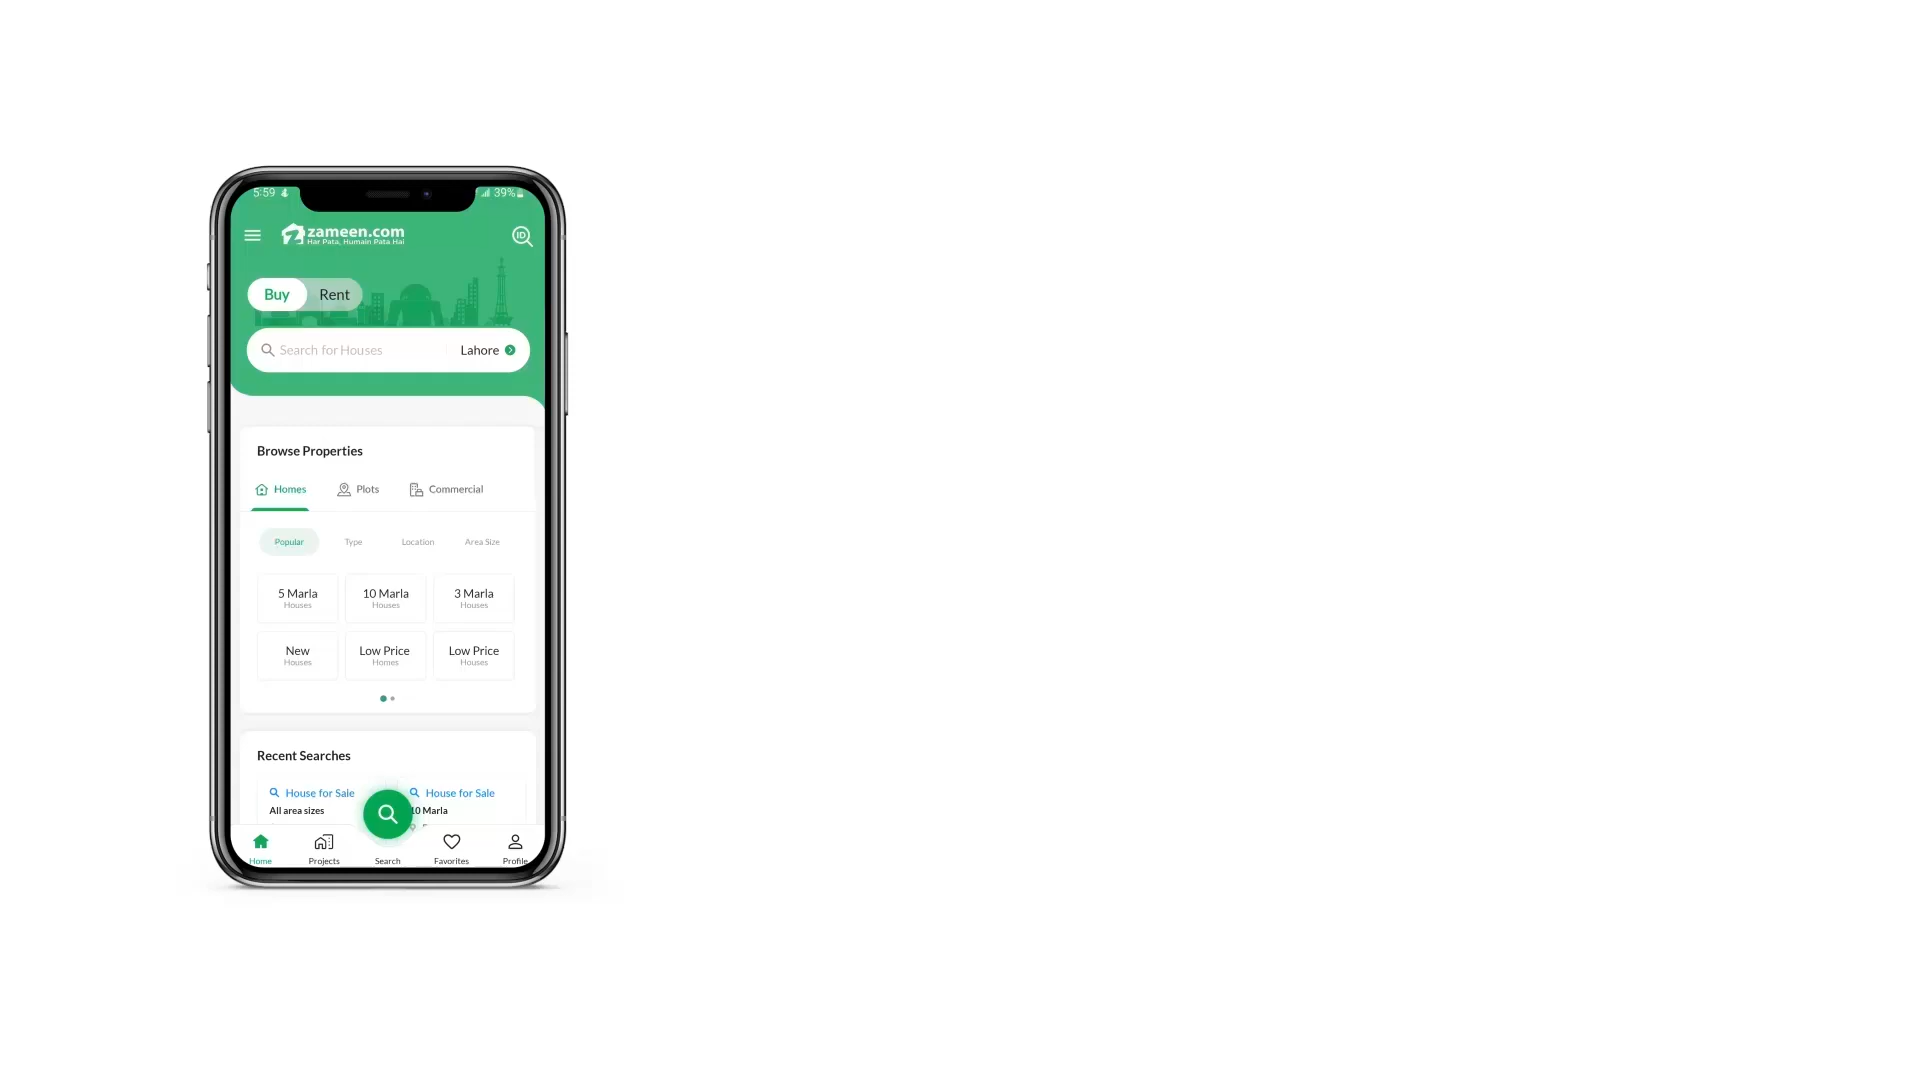 5:59
39%
zameen.com
Har Pata, Humain Pata Hai
ID
Buy Rent
Search for Houses Lahore
Browse Properties
Homes Plots Commercial
Popular Type Location Area Size
5 Marla 10 Marla 3 Marla
Houses Houses Houses
New Low Price Low Price
Houses Homes Houses
Recent Searches
House for Sale House for Sale
All area sizes 10 Marla
Home Projects Search Favorites Profile